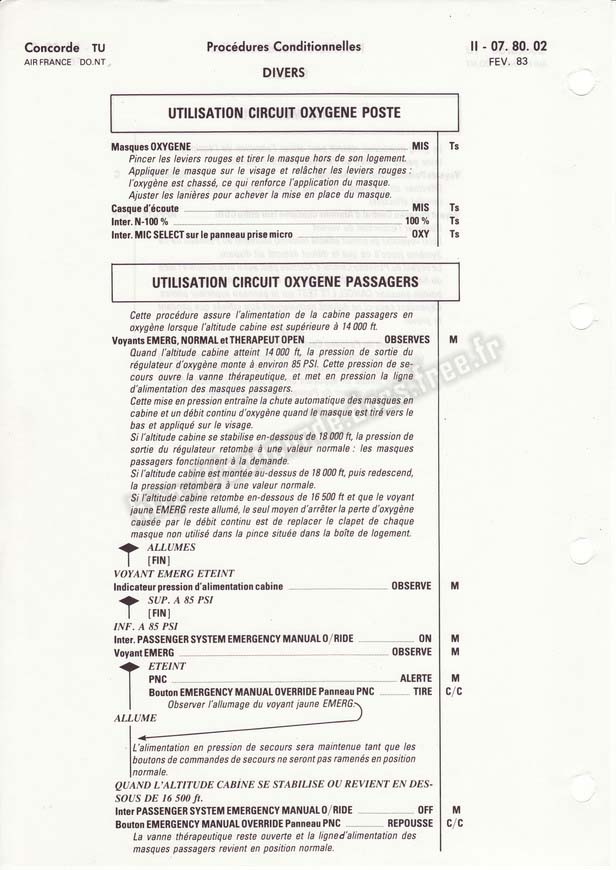 Concorde TU Procédures Conditionnelles II - 07. 80. 02
AIR FRANCE DO.NT FEV. 83
DIVERS
UTILISATION CIRCUIT OXYGENE POSTE
Masques OXYGENE MIS Ts
Pincer les leviers rouges et tirer le masque hors de son logement.
Appliquer le masque sur le visage et relâcher les leviers rouges :
l'oxygène est chassé, ce qui renforce l'application du masque.
Ajuster les lanières pour achever la mise en place du masque.
Casque d'écoute MIS Ts
Inter. N-100 % 100 % Ts
Inter. MIC SELECT sur le panneau prise micro OXY Ts
UTILISATION CIRCUIT OXYGENE PASSAGERS
Cette procédure assure l'alimentation de la cabine passagers en
oxygène lorsque l'altitude cabine est supérieure à 14 000 ft.
Voyants EMERG, NORMAL et THERAPEUT OPEN OBSERVES M
Quand l'altitude cabine atteint 14 000 ft, la pression de sortie du
régulateur d'oxygène monte à environ 85 PSI. Cette pression de se-
cours ouvre la vanne thérapeutique, et met en pression la ligne
d'alimentation des masques passagers.
Cette mise en pression entraîne la chute automatique des masques en
cabine et un débit continu d'oxygène quand le masque est tiré vers le
bas et appliqué sur le visage.
Si l'altitude cabine se stabilise en-dessous de 18 000 ft, la pression de
sortie du régulateur retombe à une valeur normale : les masques
passagers fonctionnent à la demande.
Si l'altitude cabine est montée au-dessus de 18 000 ft, puis redescend,
la pression retombera à une valeur normale.
Si l'altitude cabine retombe en-dessous de 16 500 ft et que le voyant
jaune EMERG reste allumé, le seul moyen d'arrêter la perte d'oxygène
causée par le débit continu est de replacer le clapet de chaque
masque non utilisé dans la pince située dans la boîte de logement.
ALLUMES
[FIN]
VOYANT EMERG ETEINT
Indicateur pression d'alimentation cabine OBSERVE M
SUP. A 85 PSI
[FIN]
INF. A 85 PSI
Inter. PASSENGER SYSTEM EMERGENCY MANUAL O/RIDE ON M
Voyant EMERG OBSERVE M
ETEINT
PNC ALERTE M
Bouton EMERGENCY MANUAL OVERRIDE Panneau PNC TIRE C/C
Observer l'allumage du voyant jaune EMERG.
ALLUME
L'alimentation en pression de secours sera maintenue tant que les
boutons de commandes de secours ne seront pas ramenés en position
normale.
QUAND L'ALTITUDE CABINE SE STABILISE OU REVIENT EN DES-
SOUS DE 16 500 ft.
Inter PASSENGER SYSTEM EMERGENCY MANUAL O/RIDE OFF M
Bouton EMERGENCY MANUAL OVERRIDE Panneau PNC REPOUSSE C/C
La vanne thérapeutique reste ouverte et la ligne d'alimentation des
masques passagers revient en position normale.